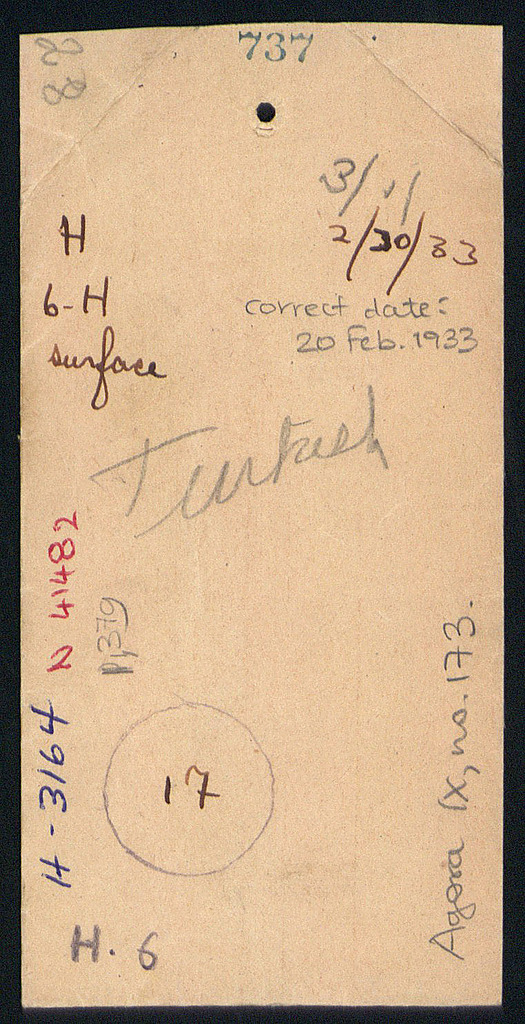 737
28
3/1/
2/30/33
correct date:
20 Feb. 1933
H
6-H
surface
Turkish
N 41482
H-3164
17
H. 6
Agora IX, no. 173.